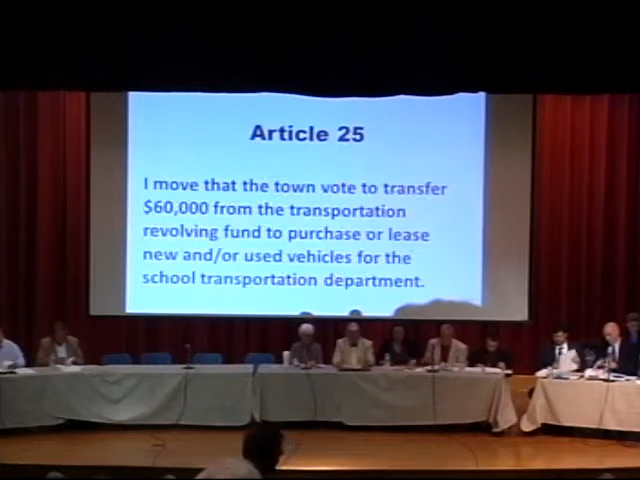 Article 25
I move that the town vote to transfer
$60,000 from the transportation
revolving fund to purchase or lease
new and/or used vehicles for the
school transportation department.